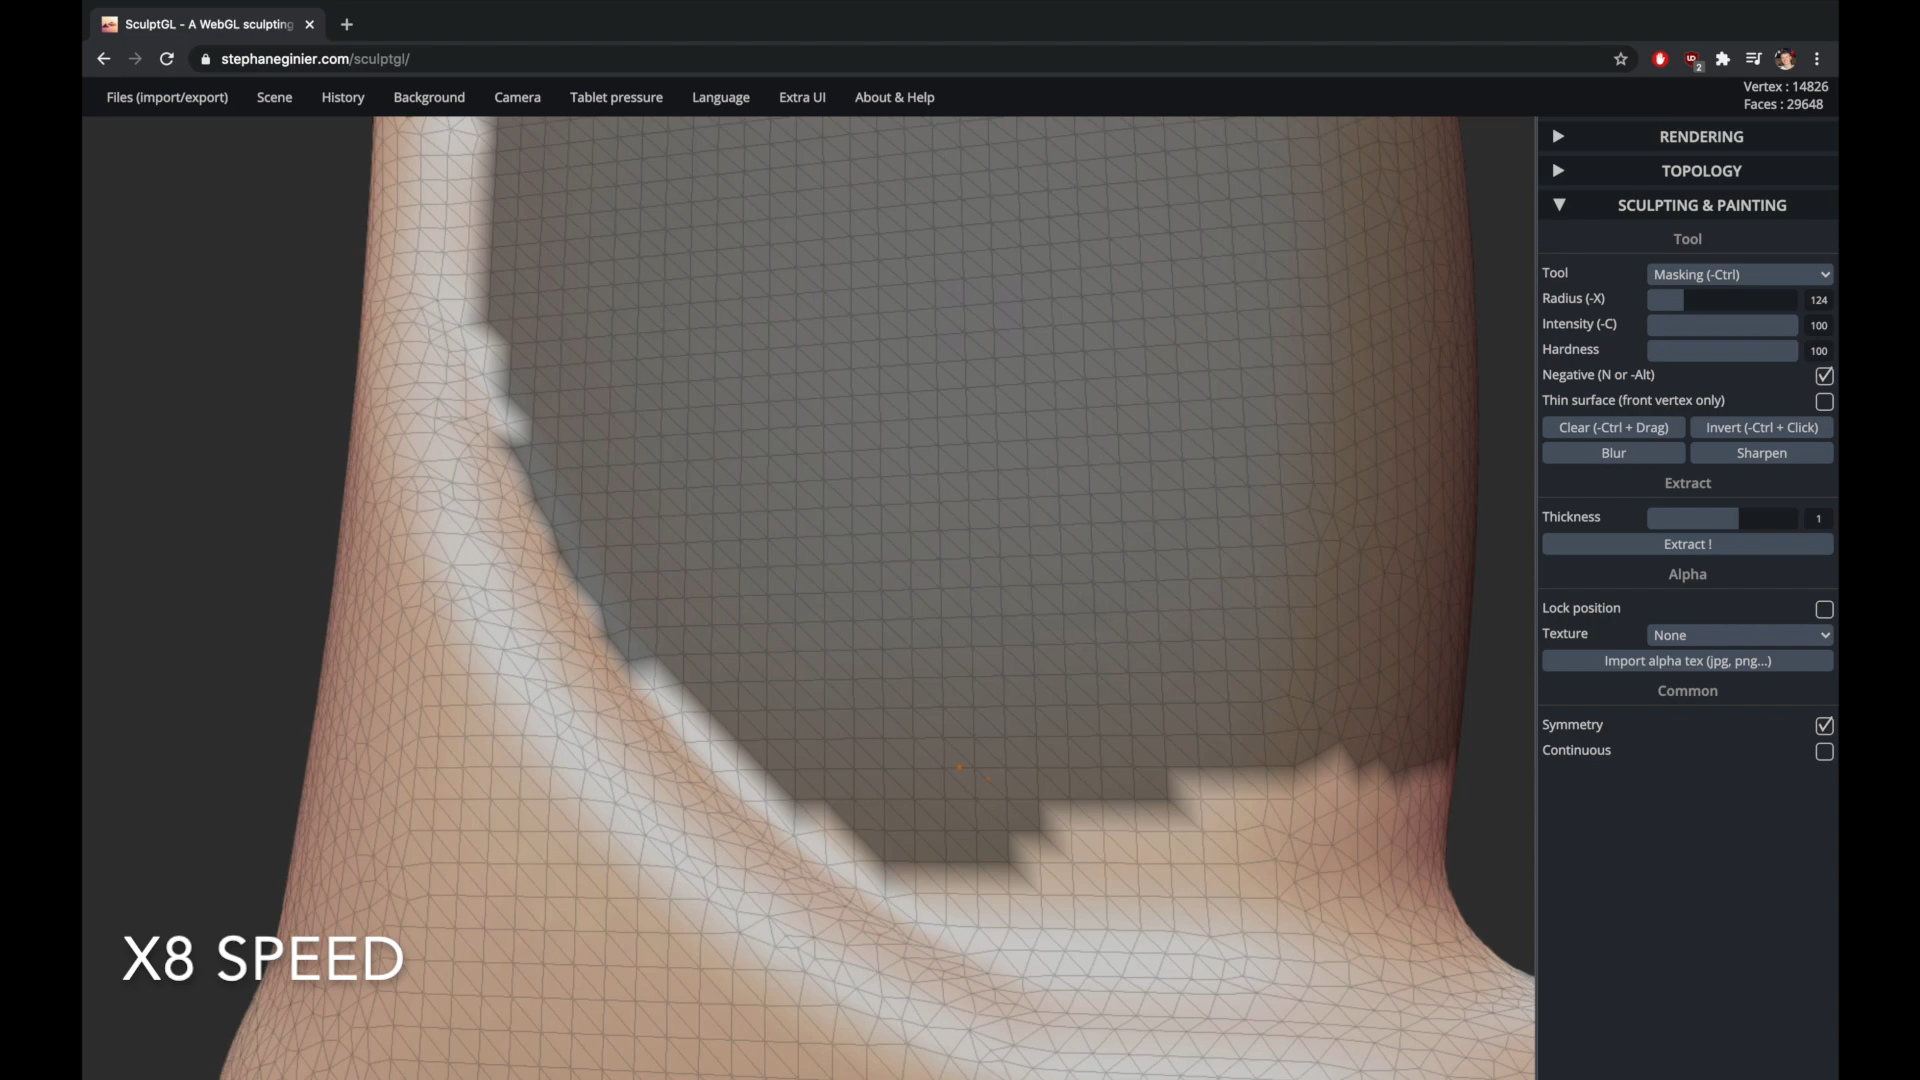 SculptGL - A WebGL sculpting
stephaneginier.com/sculptgl/
2
Files (import/export) Scene History Background Camera Tablet pressure Language Extra UI About & Help
Vertex : 14826
Faces : 29648
RENDERING
TOPOLOGY
SCULPTING & PAINTING
Tool
Tool Masking (-Ctrl)
Radius (-X) 124
Intensity (-C) 100
Hardness 100
Negative (N or -Alt)
Thin surface (front vertex only)
Clear (-Ctrl + Drag) Invert (-Ctrl + Click)
Blur Sharpen
Extract
Thickness 1
Extract !
Alpha
Lock position
Texture None
Import alpha tex (jpg, png...)
Common
Symmetry
Continuous
X8 SPEED